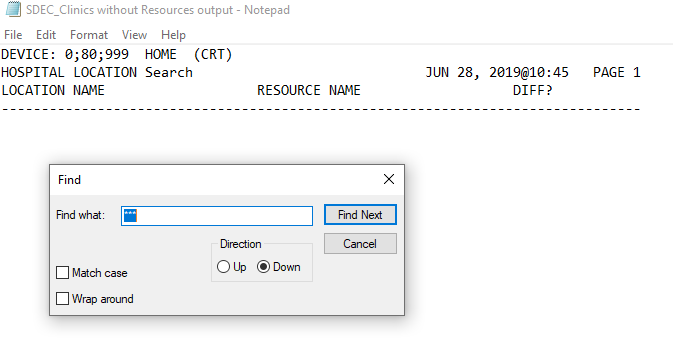 SDEC_Clinics without Resources output - Notepad
File Edit Format View Help
DEVICE: 0;80;999 HOME (CRT)
HOSPITAL LOCATION Search JUN 28, 2019@10:45 PAGE 1
LOCATION NAME RESOURCE NAME DIFF?
--------------------------------------------------------------------------------
Find
Find what: *** Find Next
Direction Cancel
Up Down
Match case
Wrap around